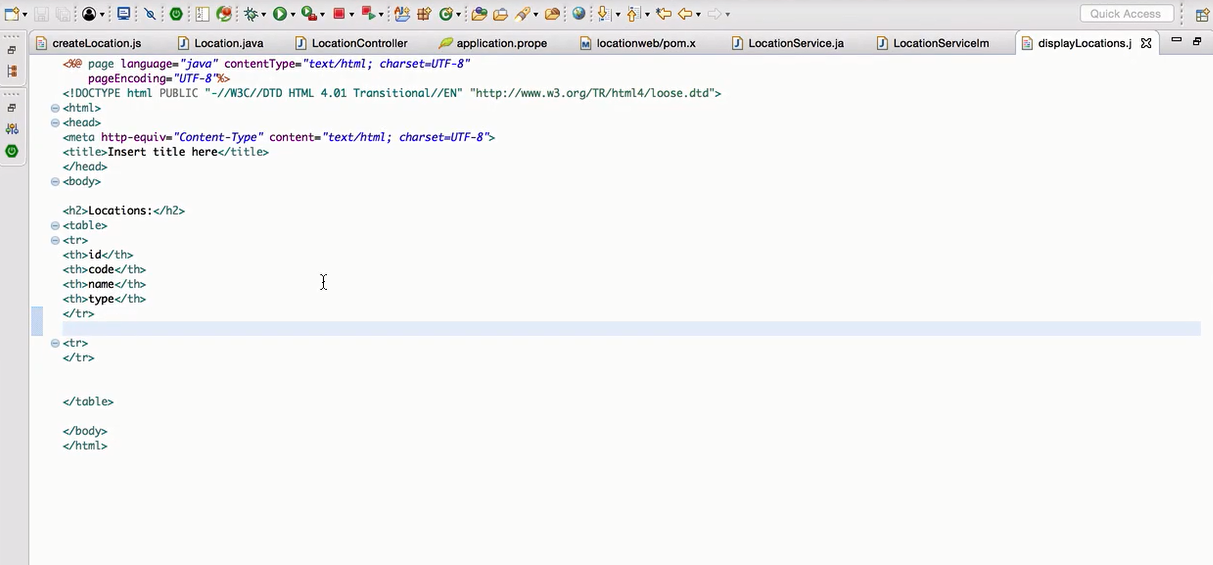 Quick Access
createLocation.js
Location.java
LocationController
application.prope
locationweb/pom.x
LocationService.ja
LocationServiceIm
displayLocations.j
<%@ page language="java" contentType="text/html; charset=UTF-8"
pageEncoding="UTF-8"%>
<!DOCTYPE html PUBLIC "-//W3C//DTD HTML 4.01 Transitional//EN" "http://www.w3.org/TR/html4/loose.dtd">
<html>
<head>
<meta http-equiv="Content-Type" content="text/html; charset=UTF-8">
<title>Insert title here</title>
</head>
<body>
<h2>Locations:</h2>
<table>
<tr>
<th>id</th>
<th>code</th>
<th>name</th>
<th>type</th>
</tr>
<tr>
</tr>
</table>
</body>
</html>